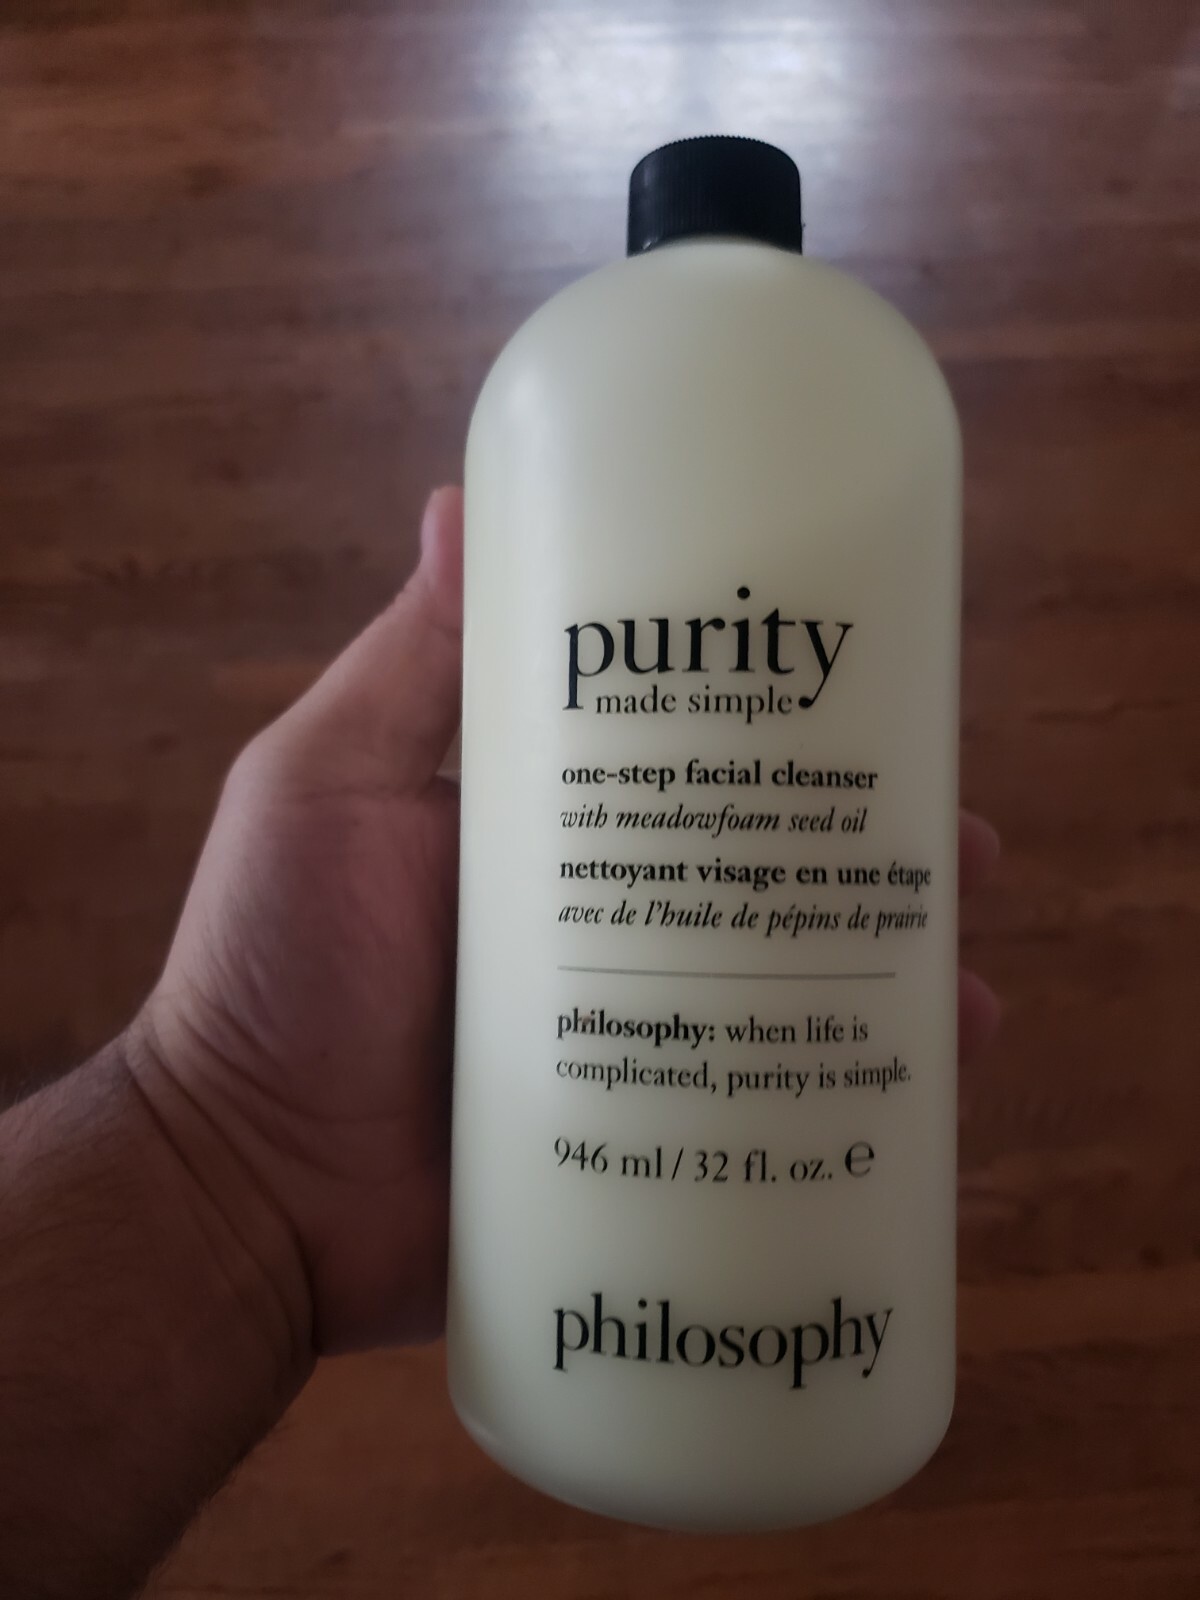 purity
made simple
one-step facial cleanser
with meadowfoam seed oil
nettoyant visage en une étape
avec de l'huile de pépins de prairie
philosophy: when life is
complicated, purity is simple.
946 ml / 32 fl. oz. ℮
philosophy